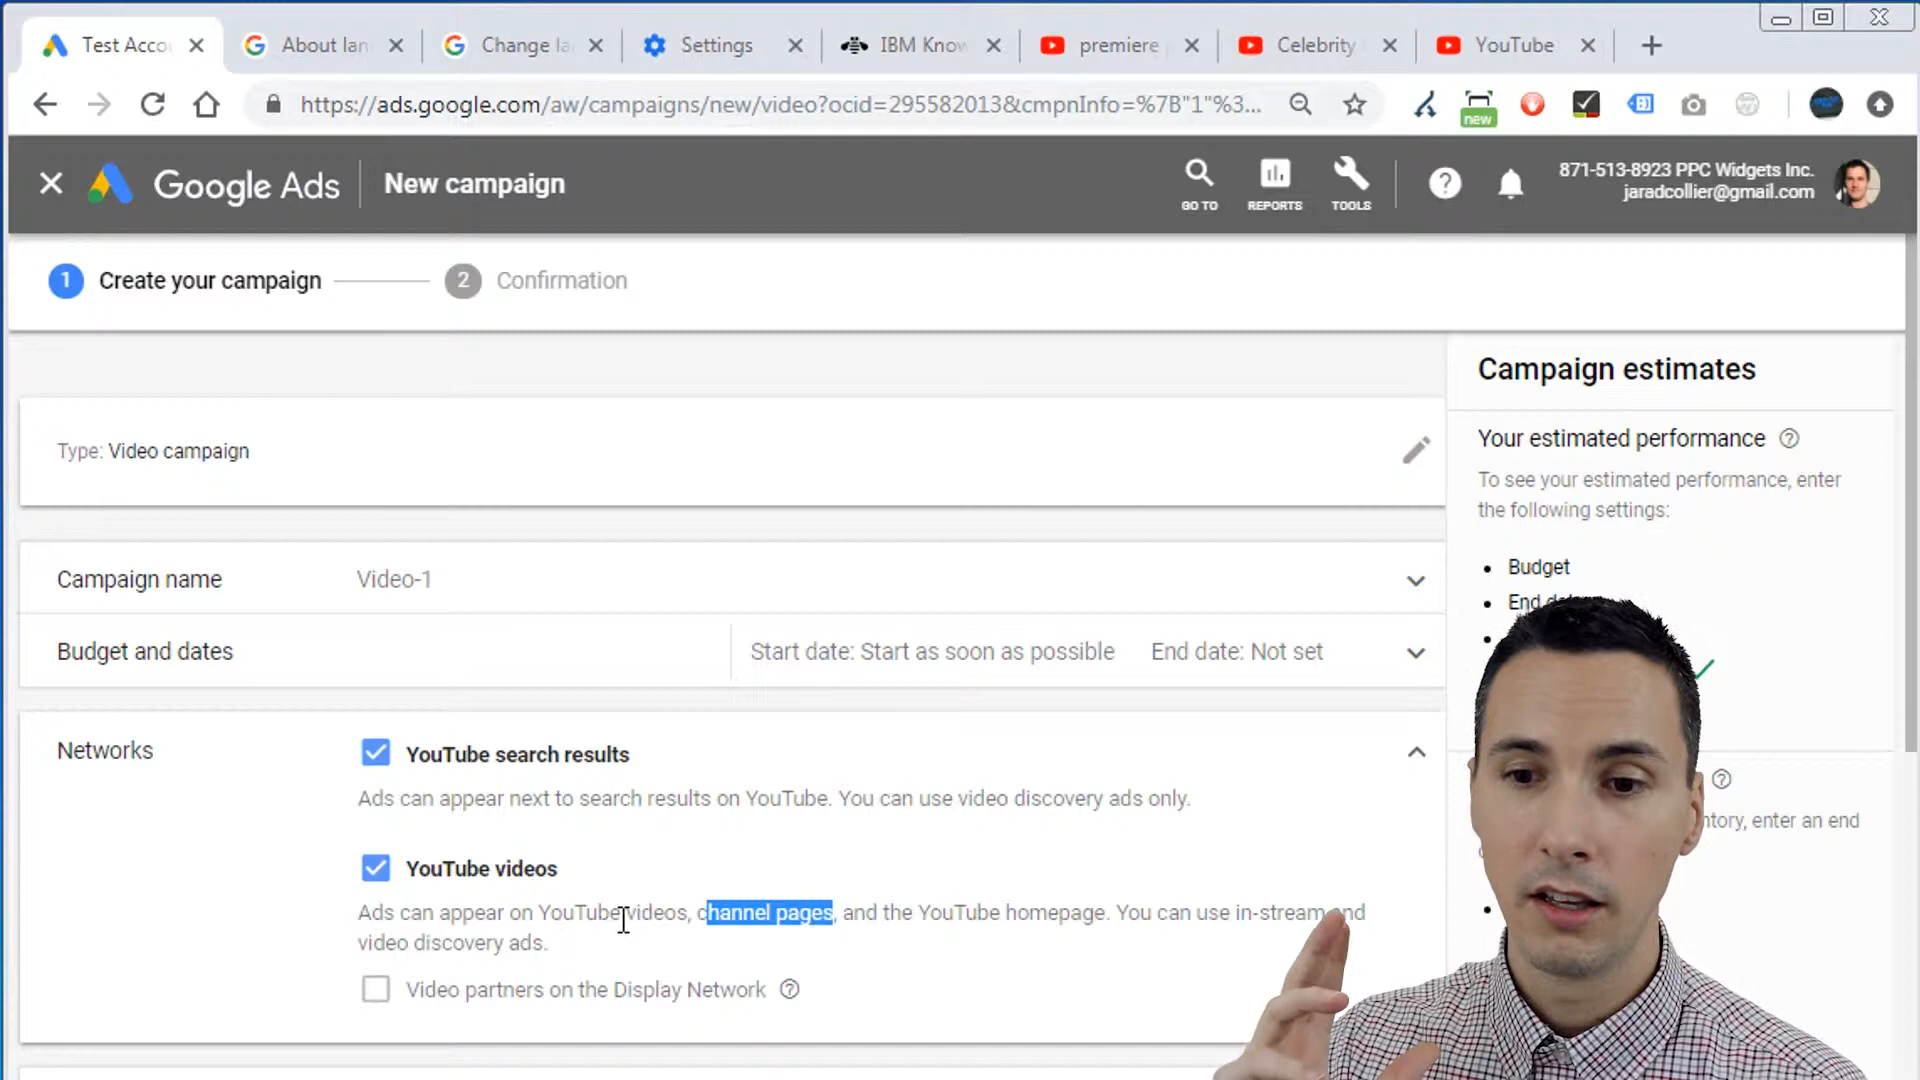 Test Acco
About lan
Change la
Settings
IBM Know
premiere
Celebrity
YouTube
https://ads.google.com/aw/campaigns/new/video?ocid=295582013&cmpnInfo=%7B"1"%3...
new
Google Ads
New campaign
GO TO
REPORTS
TOOLS
871-513-8923 PPC Widgets Inc.
jaradcollier@gmail.com
1 Create your campaign
2 Confirmation
Campaign estimates
Your estimated performance
To see your estimated performance, enter
the following settings:
• Budget
• End
Type: Video campaign
Campaign name Video-1
Budget and dates Start date: Start as soon as possible End date: Not set
Networks
YouTube search results
Ads can appear next to search results on YouTube. You can use video discovery ads only.
YouTube videos
Ads can appear on YouTube videos, channel pages, and the YouTube homepage. You can use in-stream and
video discovery ads.
Video partners on the Display Network
enter an end